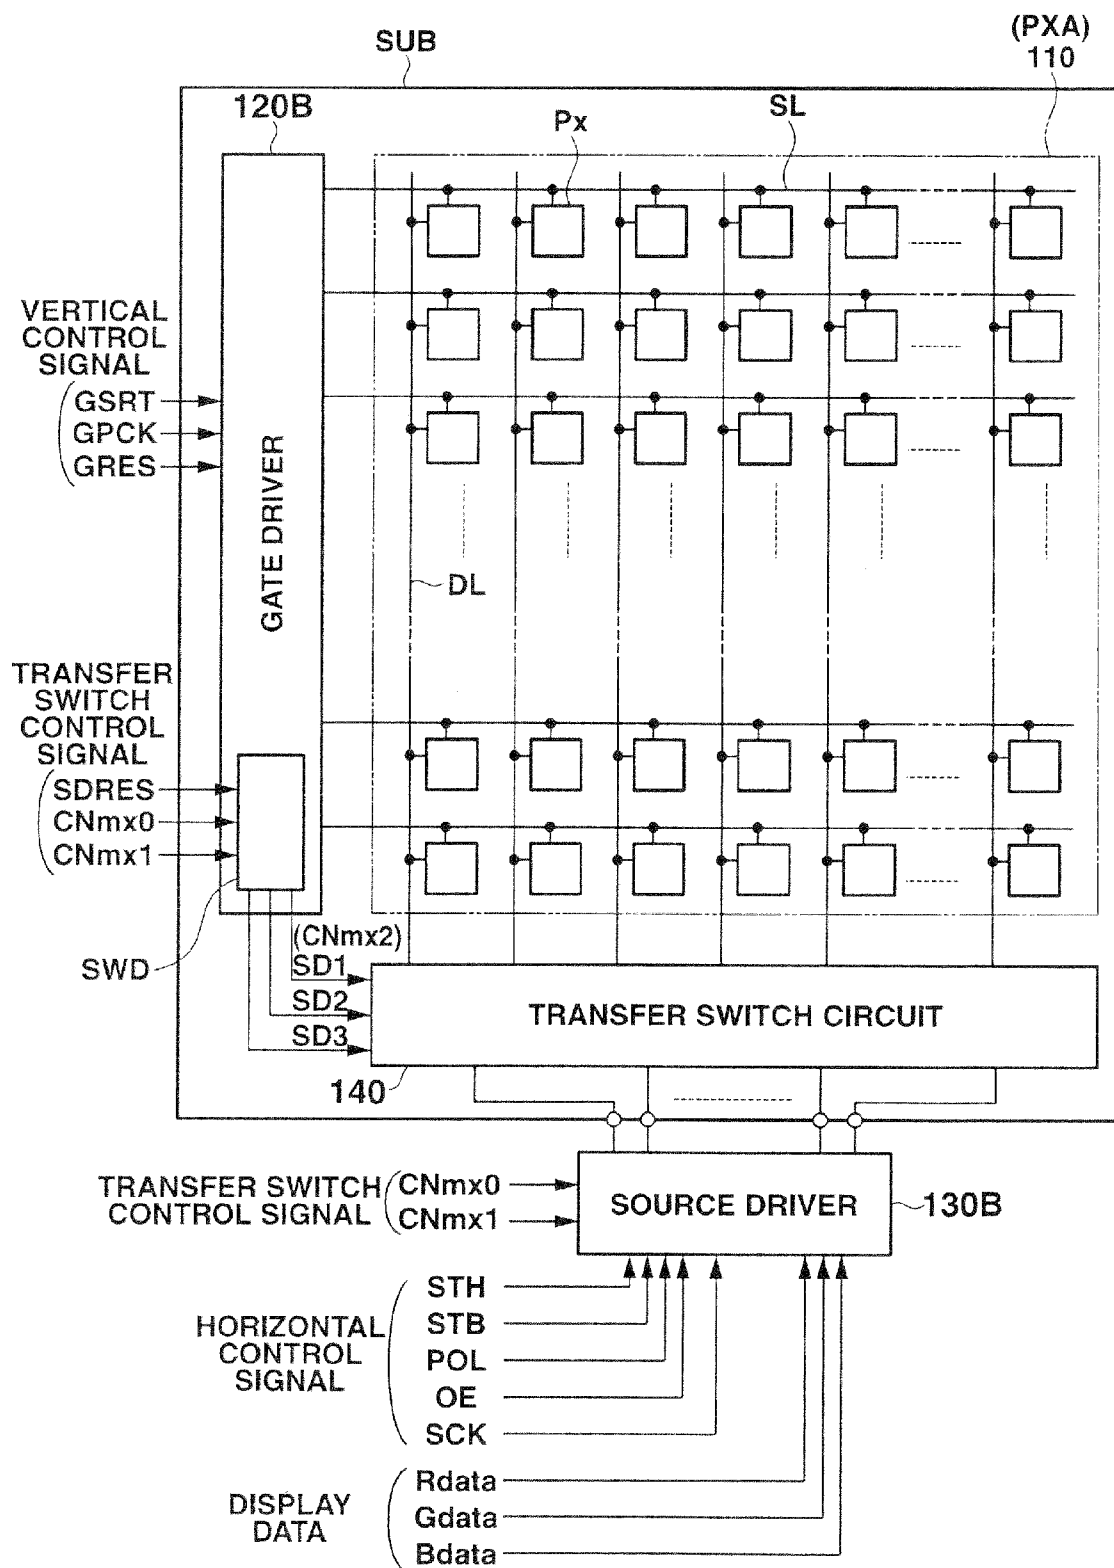 (PXA)
110
SUB
120B
Px
SL
VERTICAL
CONTROL
SIGNAL
GSRT
GPCK
GRES
GATE DRIVER
DL
TRANSFER
SWITCH
CONTROL
SIGNAL
SDRES
CNmx0
CNmx1
SWD
(CNmx2)
SD1
SD2
SD3
TRANSFER SWITCH CIRCUIT
140
TRANSFER SWITCH
CONTROL SIGNAL
CNmx0
CNmx1
SOURCE DRIVER
130B
HORIZONTAL
CONTROL
SIGNAL
STH
STB
POL
OE
SCK
DISPLAY
DATA
Rdata
Gdata
Bdata